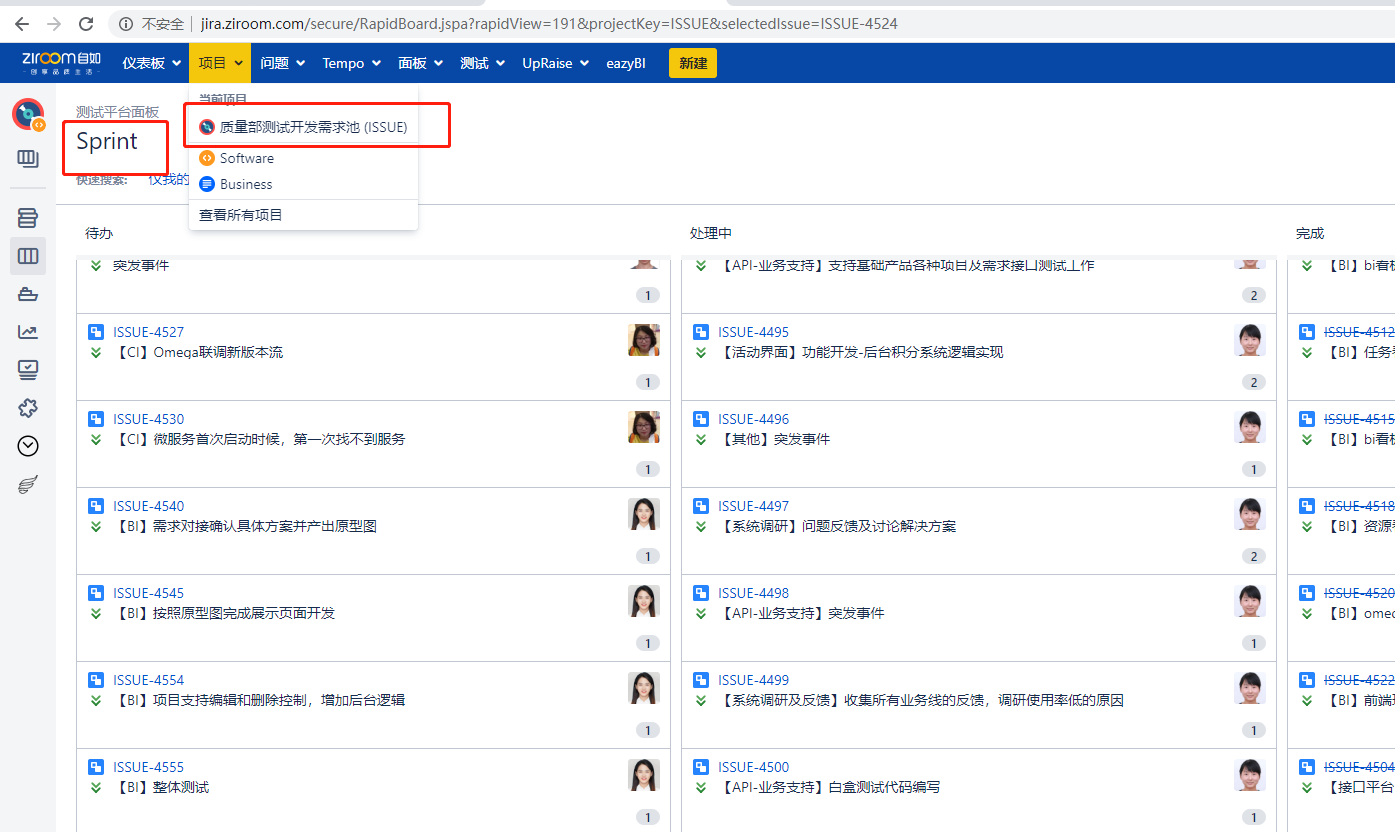 不安全 jira.ziroom.com/secure/RapidBoard.jspa?rapidView=191&projectKey=ISSUE&selectedIssue=ISSUE-4524
ZIROOM自如 仪表板 项目 问题 Tempo 面板 测试 UpRaise eazyBI 新建
创享品质生活
当前项目
测试平台面板
质量部测试开发需求池 (ISSUE)
Sprint
Software
快速搜索: 仅我的
Business
查看所有项目
待办 处理中 完成
突发事件 【API-业务支持】支持基础产品各种项目及需求接口测试工作 【BI】bi看
1 2
ISSUE-4527 ISSUE-4495 ISSUE-4512
【CI】Omeqa联调新版本流 【活动界面】功能开发-后台积分系统逻辑实现 【BI】任务
1 2
ISSUE-4530 ISSUE-4496 ISSUE-4515
【CI】微服务首次启动时候，第一次找不到服务 【其他】突发事件 【BI】bi看
1 1
ISSUE-4540 ISSUE-4497 ISSUE-4518
【BI】需求对接确认具体方案并产出原型图 【系统调研】问题反馈及讨论解决方案 【BI】资源
1 2
ISSUE-4545 ISSUE-4498 ISSUE-4520
【BI】按照原型图完成展示页面开发 【API-业务支持】突发事件 【BI】ome
1 1
ISSUE-4554 ISSUE-4499 ISSUE-4522
【BI】项目支持编辑和删除控制，增加后台逻辑 【系统调研及反馈】收集所有业务线的反馈，调研使用率低的原因 【BI】前端
1 1
ISSUE-4555 ISSUE-4500 ISSUE-4504
【BI】整体测试 【API-业务支持】白盒测试代码编写 【接口平台
1 1